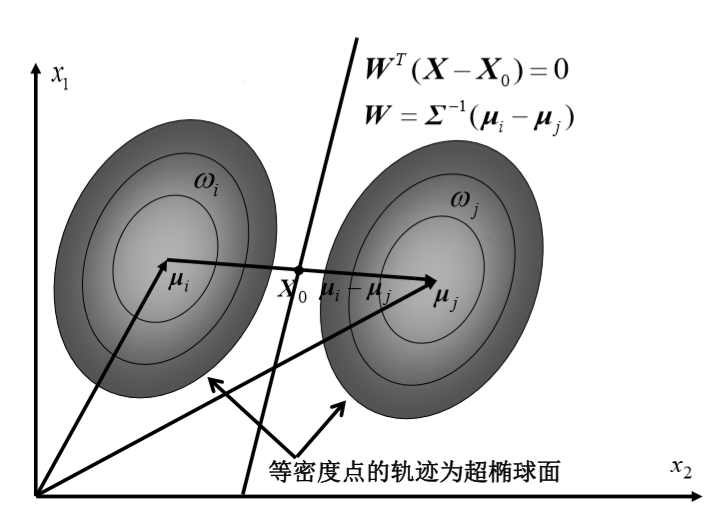 x₁
Wᵀ(X − X₀) = 0
W = Σ⁻¹(μᵢ − μⱼ)
ωᵢ
ωⱼ
μᵢ
X₀ μᵢ − μⱼ
μⱼ
等密度点的轨迹为超椭球面
x₂